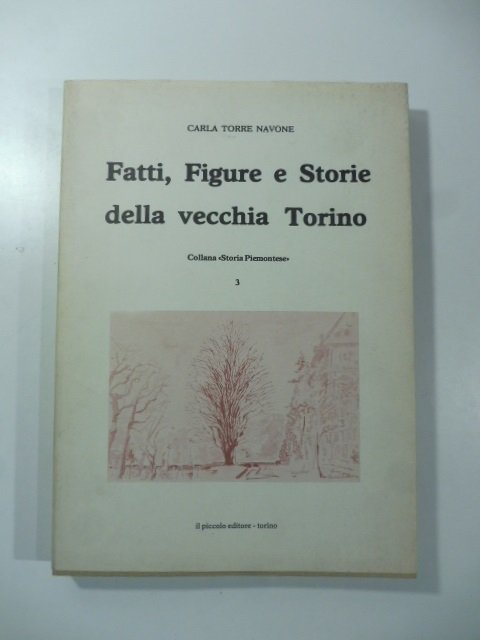 CARLA TORRE NAVONE
Fatti, Figure e Storie
della vecchia Torino
Collana «Storia Piemontese»
3
il piccolo editore - torino